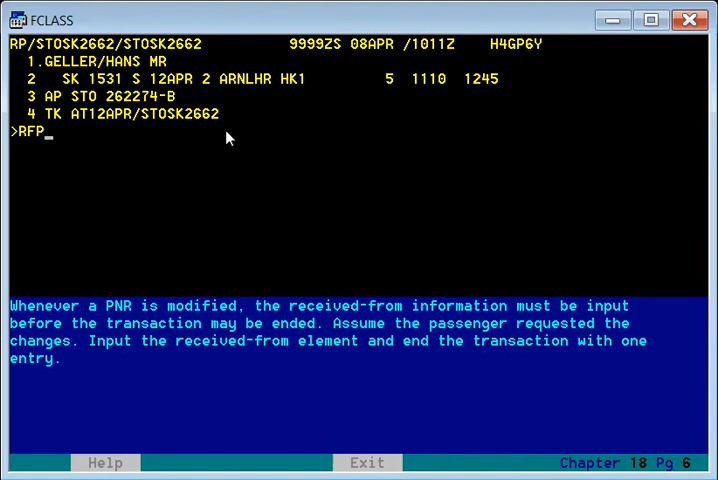 FCLASS
RP/STOSK2662/STOSK2662 9999ZS 08APR /1011Z H4GP6Y
1.GELLER/HANS MR
2 SK 1531 S 12APR 2 ARNLHR HK1 5 1110 1245
3 AP STO 262274-B
4 TK AT12APR/STOSK2662
>RFP_
Whenever a PNR is modified, the received-from information must be input
before the transaction may be ended. Assume the passenger requested the
changes. Input the received-from element and end the transaction with one
entry.
Help Exit Chapter 18 Pg 6